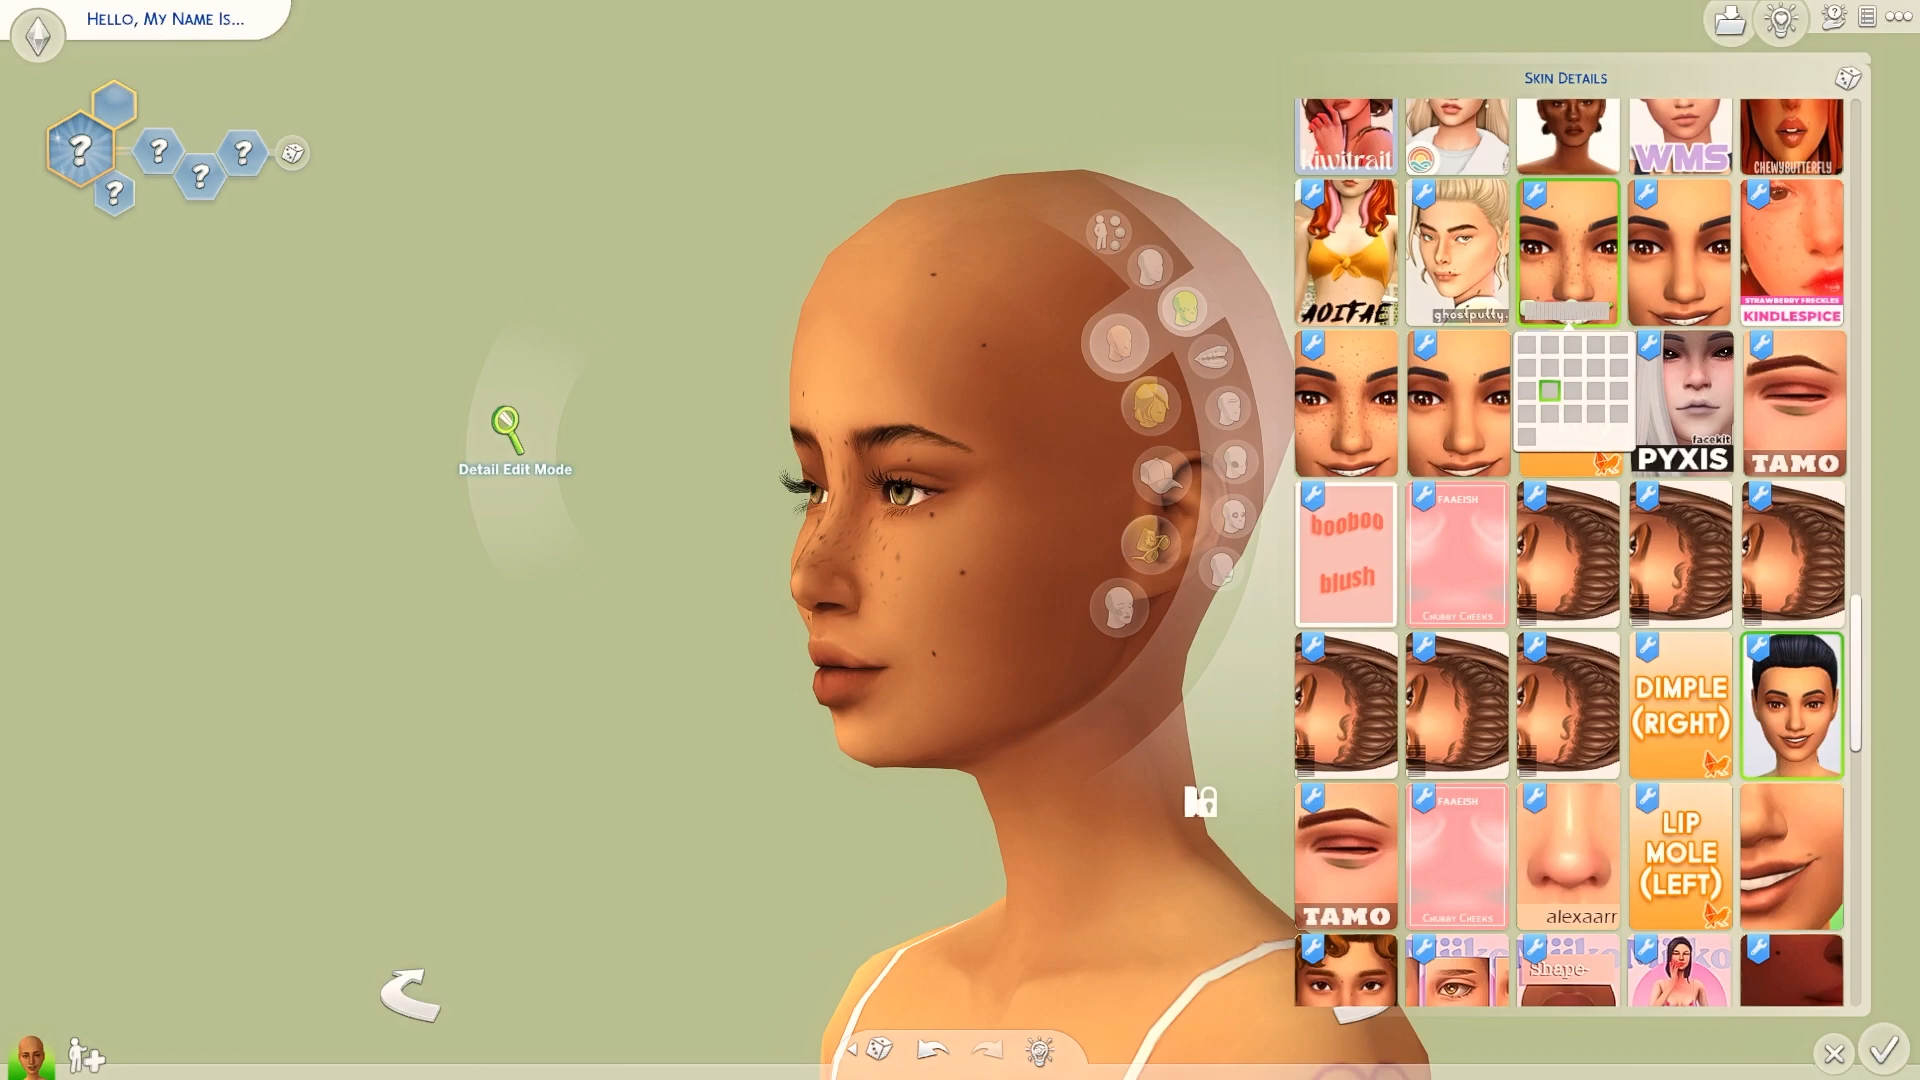 Hello, My Name Is...
Skin Details
kiwitrait
WMS
CHEWYBUTTERFLY
AOIFAE
ghostputty.
STRAWBERRY FRECKLES
KINDLESPICE
Detail Edit Mode
facekit
PYXIS
TAMO
booboo
blush
FAAEISH
CHUBBY CHEEKS
DIMPLE
(RIGHT)
TAMO
FAAEISH
CHUBBY CHEEKS
alexaarr
LIP
MOLE
(LEFT)
Shape-